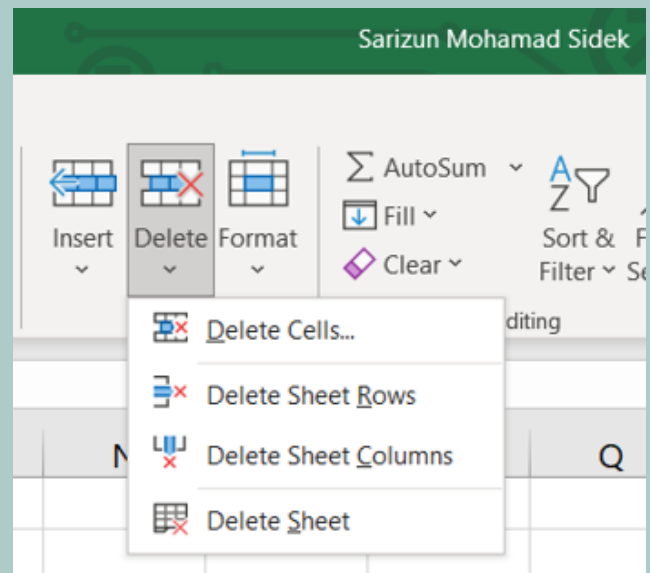 Sarizun Mohamad Sidek
Insert Delete Format
AutoSum
Fill
Clear
Sort &
Filter
Delete Cells...
Delete Sheet Rows
Delete Sheet Columns
Delete Sheet
Q